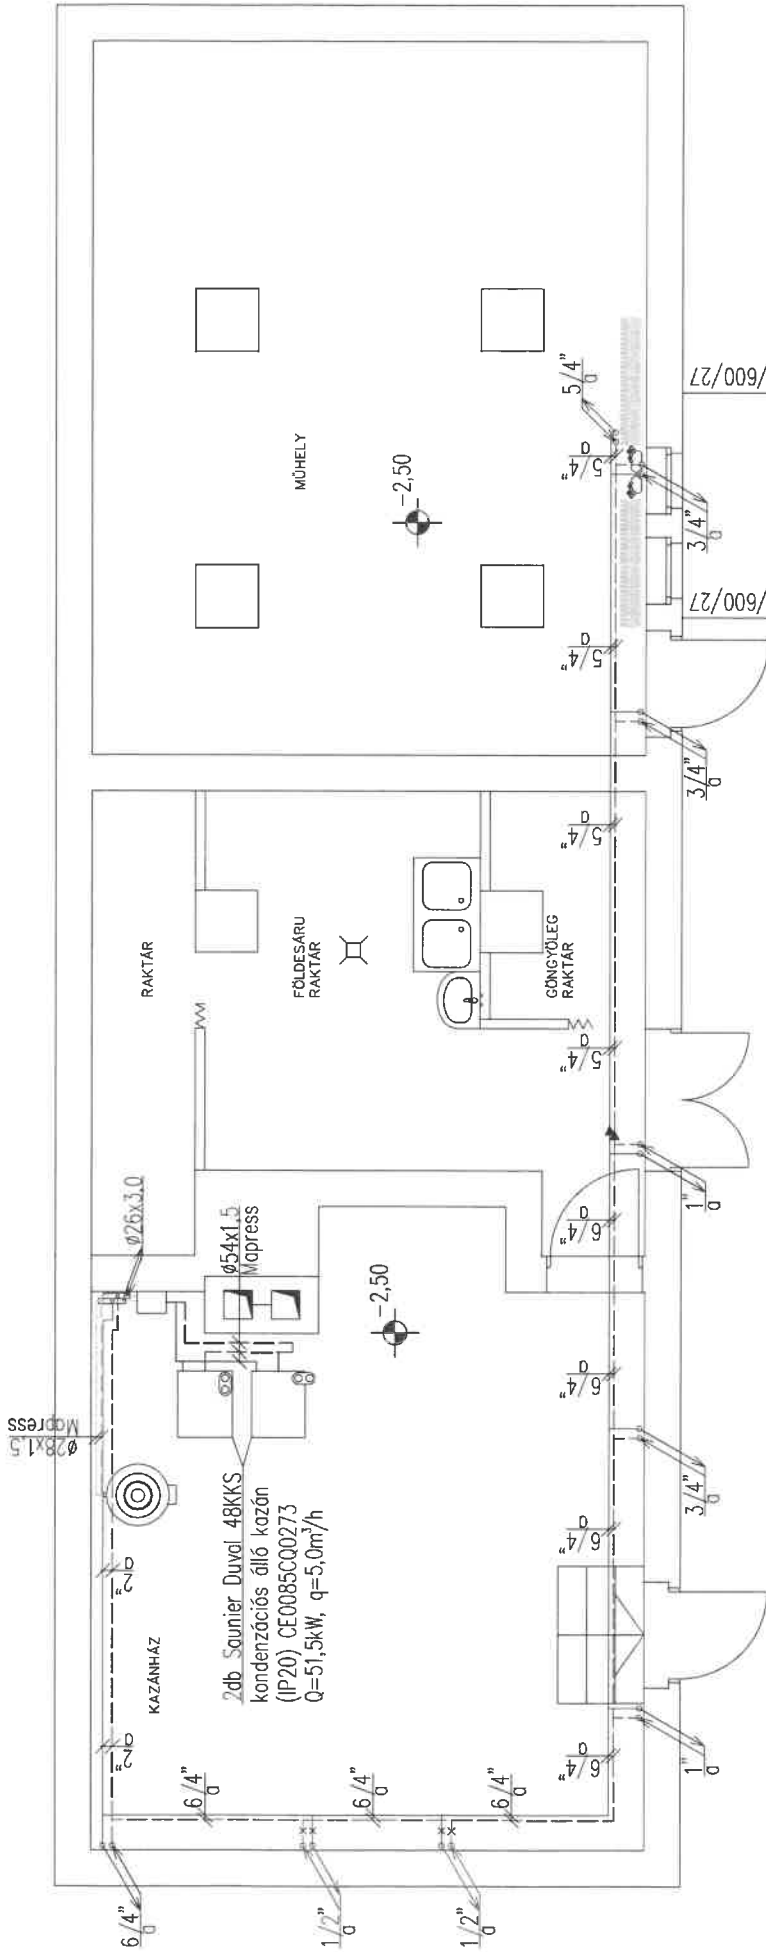 /600/27
/600/27
5/4"
a
5/4"
a
3/4"
a
MŰHELY
-2,50
5/4"
a
3/4"
a
5/4"
a
RAKTÁR
FÖLDESÁRU
RAKTÁR
GÖNGYÖLEG
RAKTÁR
5/4"
a
1"
a
ø26x3,0
ø54x1,5
Mapress
6/4"
a
-2,50
6/4"
a
ø28x1,5
Mapress
3/4"
a
2db Saunier Duval 48KKS
kondenzációs álló kazán
(IP20) CE0085CQ0273
Q=51,5kW, q=5,0m³/h
6/4"
a
2"
a
KAZÁNHÁZ
2"
a
6/4"
a
1"
a
6/4"
a
6/4"
a
6/4"
a
6/4"
a
1/2"
a
1/2"
a